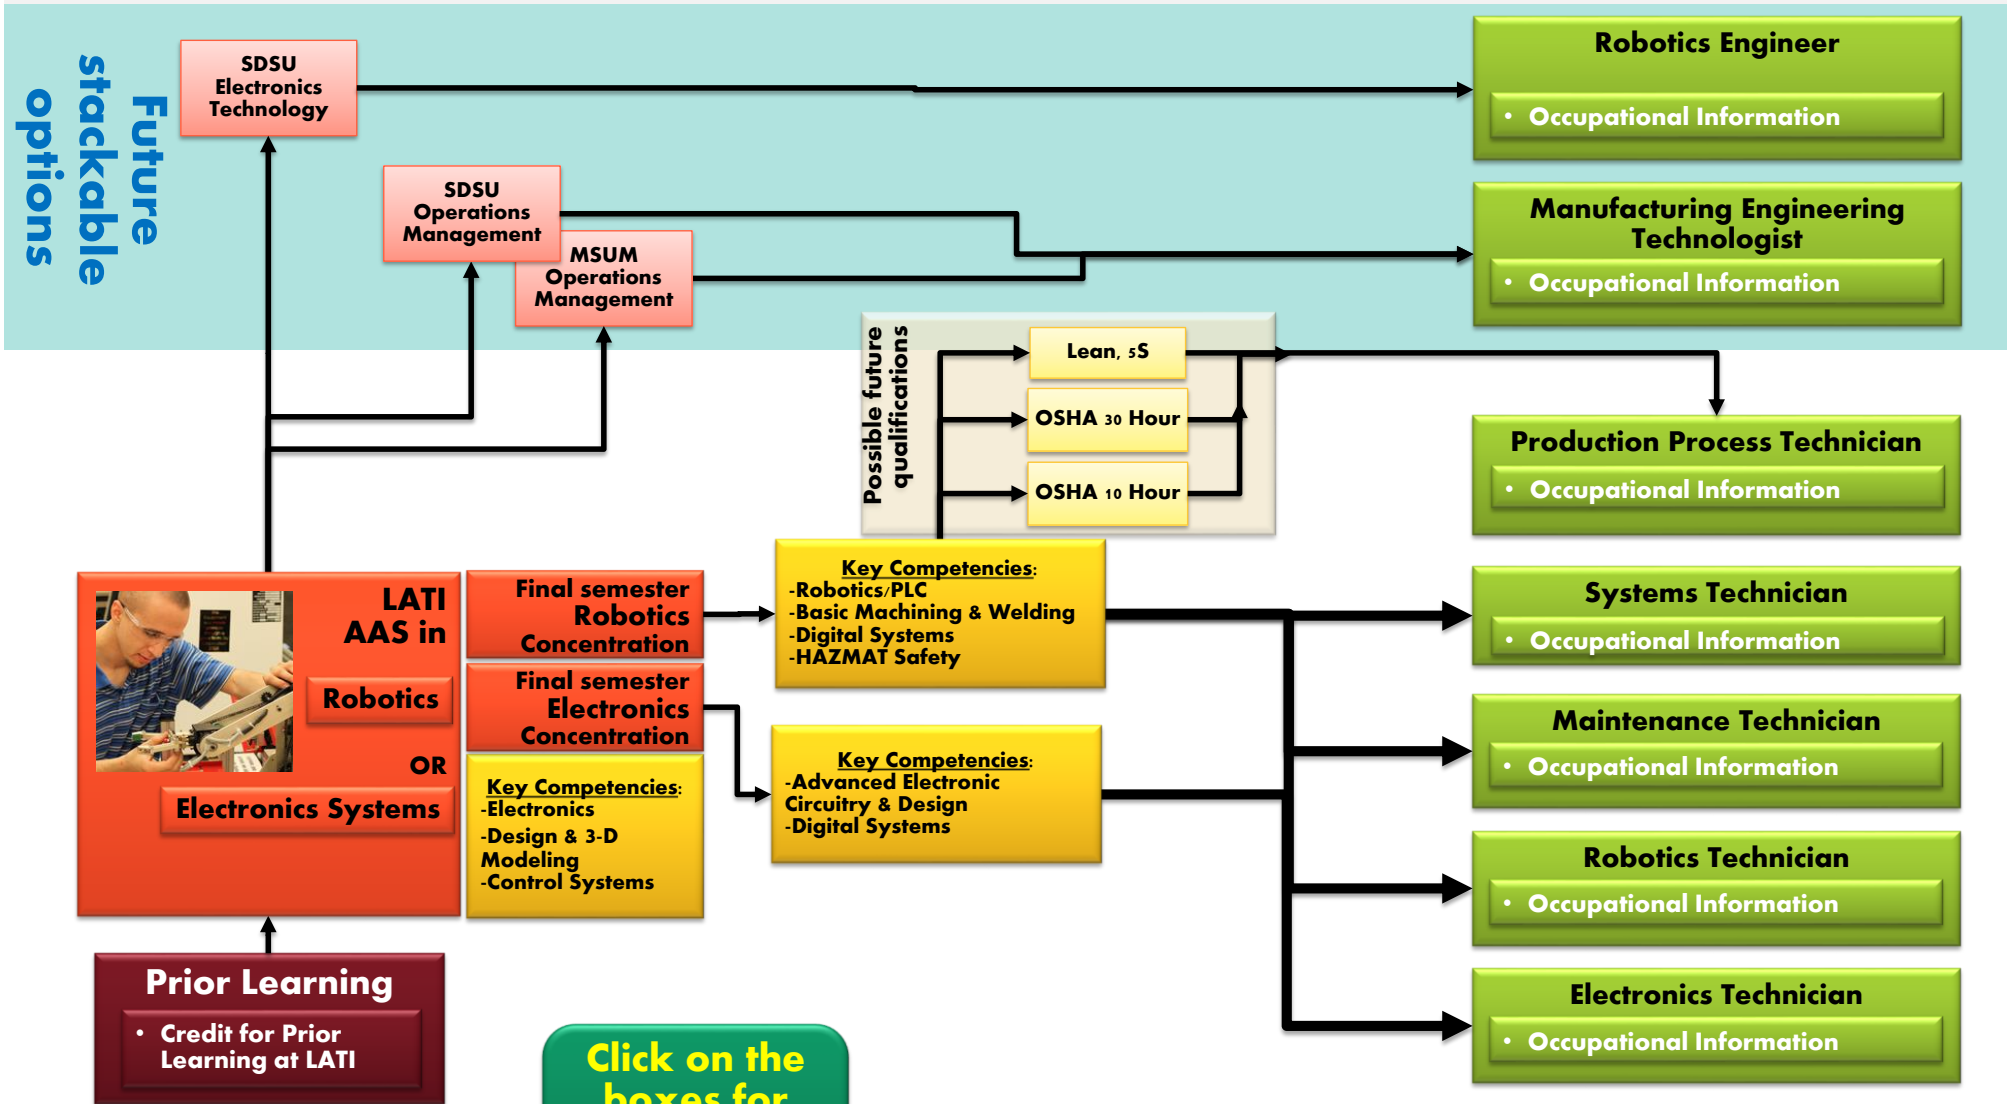 Future
stackable
options
SDSU
Electronics
Technology
SDSU
Operations
Management
MSUM
Operations
Management
Robotics Engineer
• Occupational Information
Manufacturing Engineering
Technologist
• Occupational Information
Possible future
qualifications
Lean, 5S
OSHA 30 Hour
OSHA 10 Hour
Production Process Technician
• Occupational Information
LATI
AAS in
Robotics
OR
Electronics Systems
Final semester
Robotics
Concentration
Final semester
Electronics
Concentration
Key Competencies:
-Electronics
-Design & 3-D
Modeling
-Control Systems
Key Competencies:
-Robotics/PLC
-Basic Machining & Welding
-Digital Systems
-HAZMAT Safety
Key Competencies:
-Advanced Electronic
Circuitry & Design
-Digital Systems
Systems Technician
• Occupational Information
Maintenance Technician
• Occupational Information
Robotics Technician
• Occupational Information
Electronics Technician
• Occupational Information
Prior Learning
• Credit for Prior
Learning at LATI
Click on the
boxes for